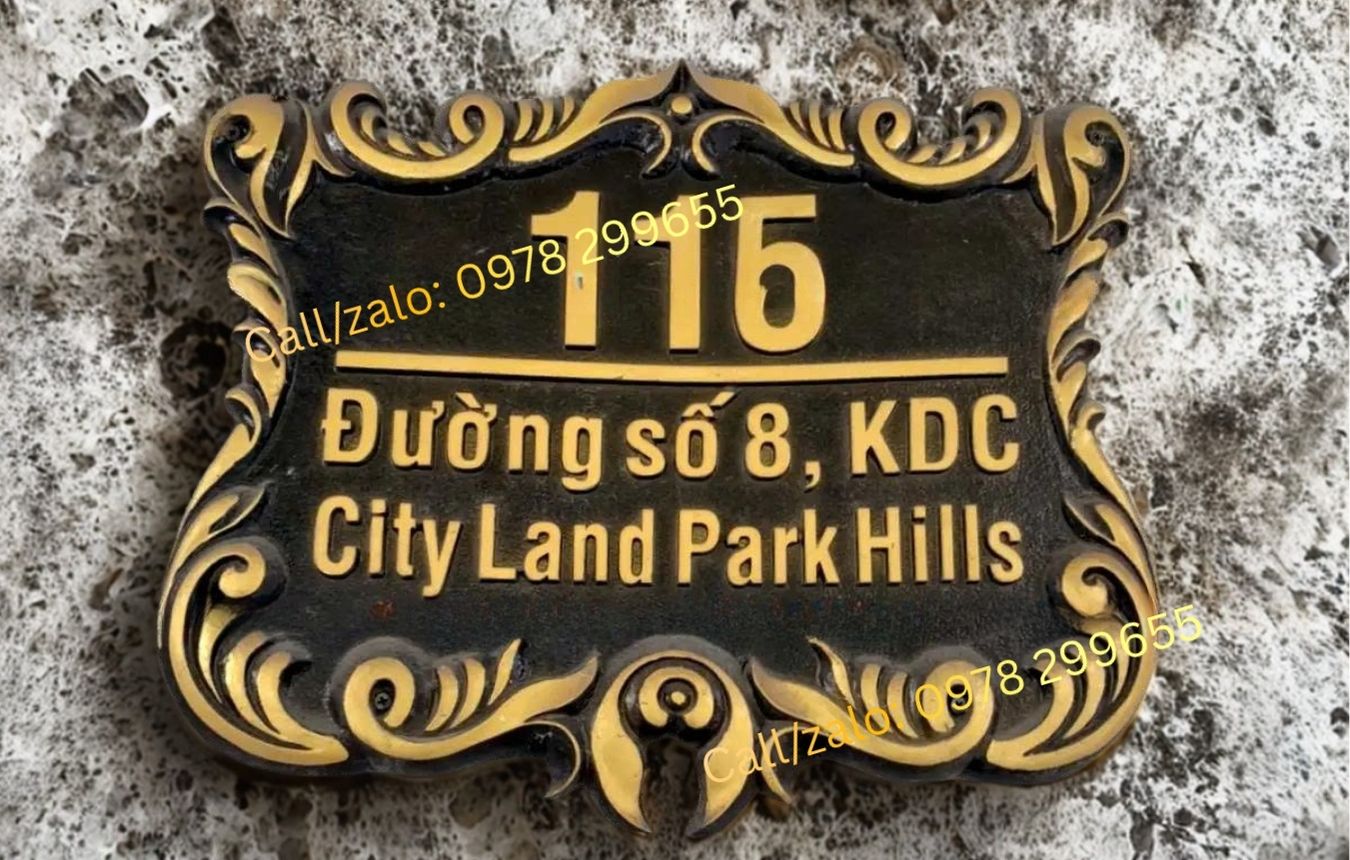 115
Đường số 8, KDC
City Land Park Hills
Call/zalo: 0978 299655
Call/zalo: 0978 299655